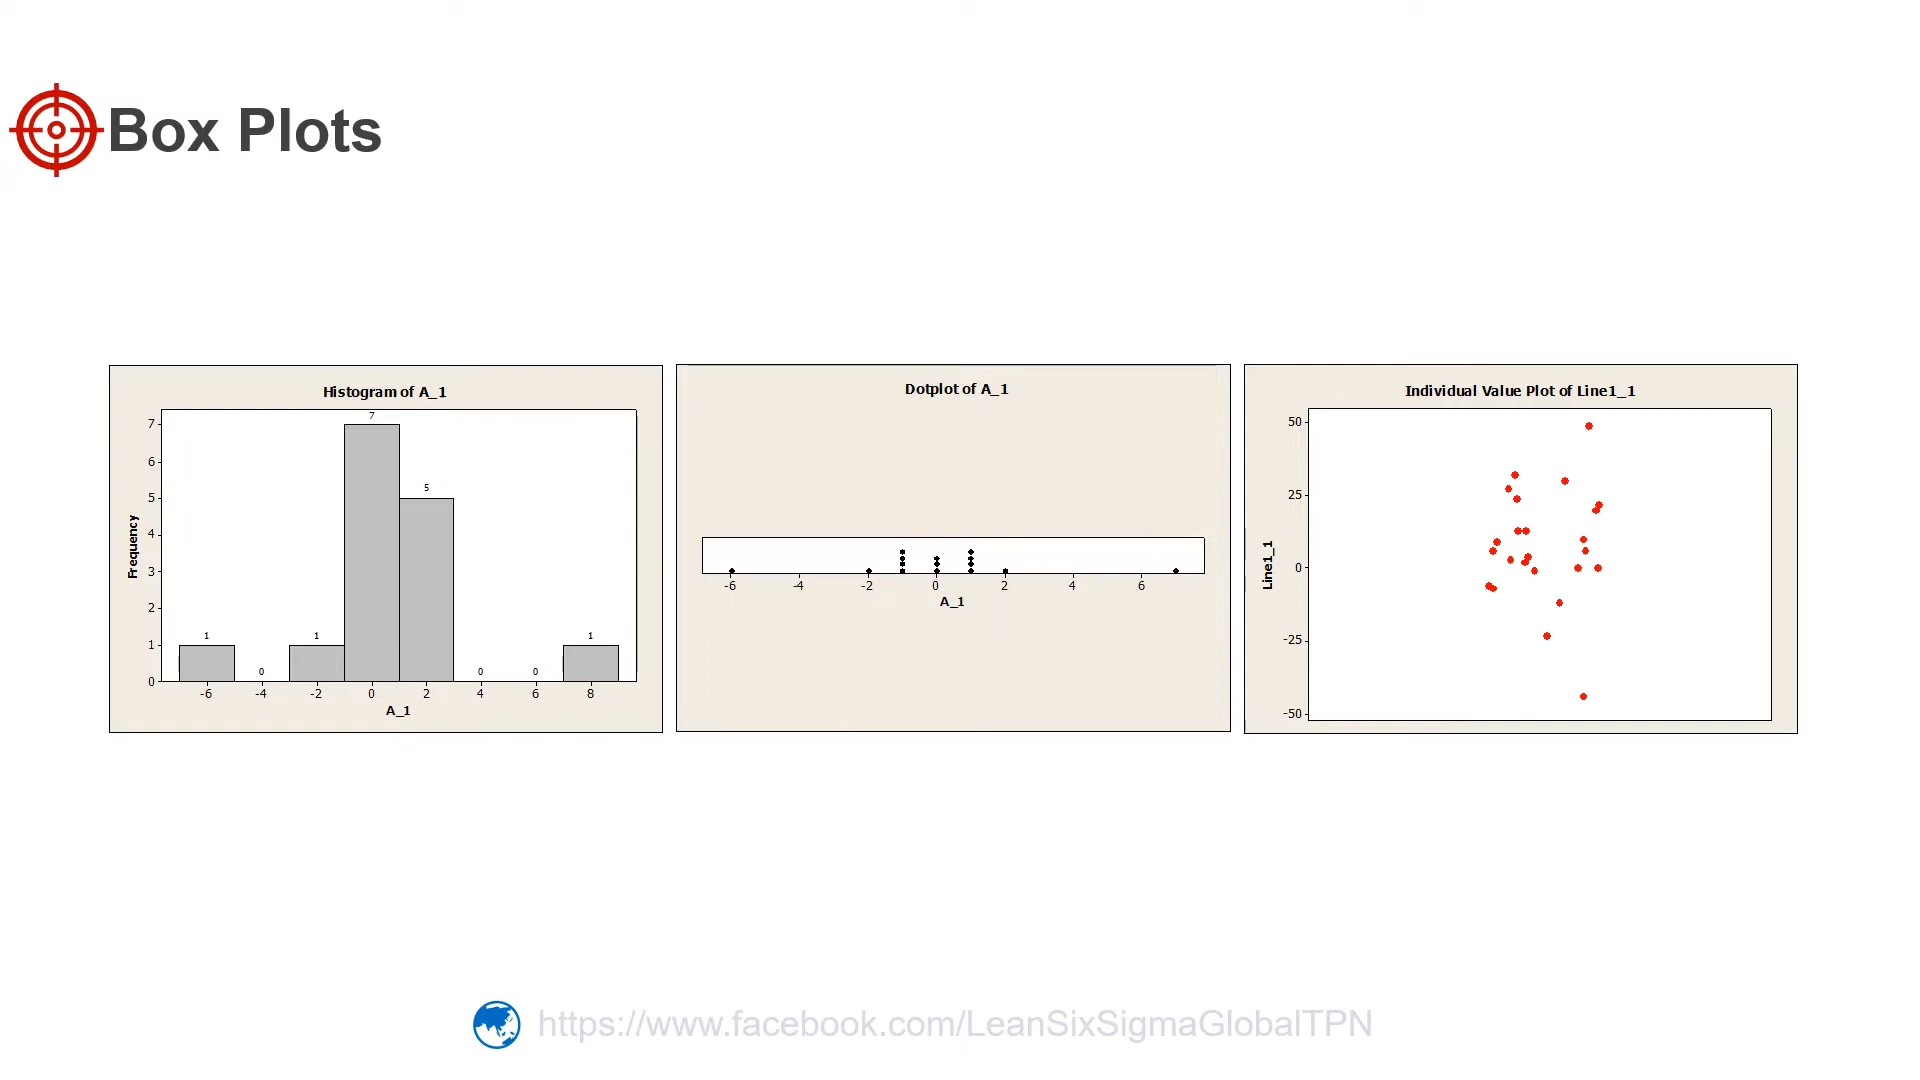 Box Plots
Histogram of A_1
7
7
6
5
5
4
3
2
1
0
1
0
1
0
0
1
-6 -4 -2 0 2 4 6 8
Frequency
A_1
Dotplot of A_1
-6 -4 -2 0 2 4 6
A_1
Individual Value Plot of Line1_1
50
25
0
-25
-50
Line1_1
https://www.facebook.com/LeanSixSigmaGlobalTPN